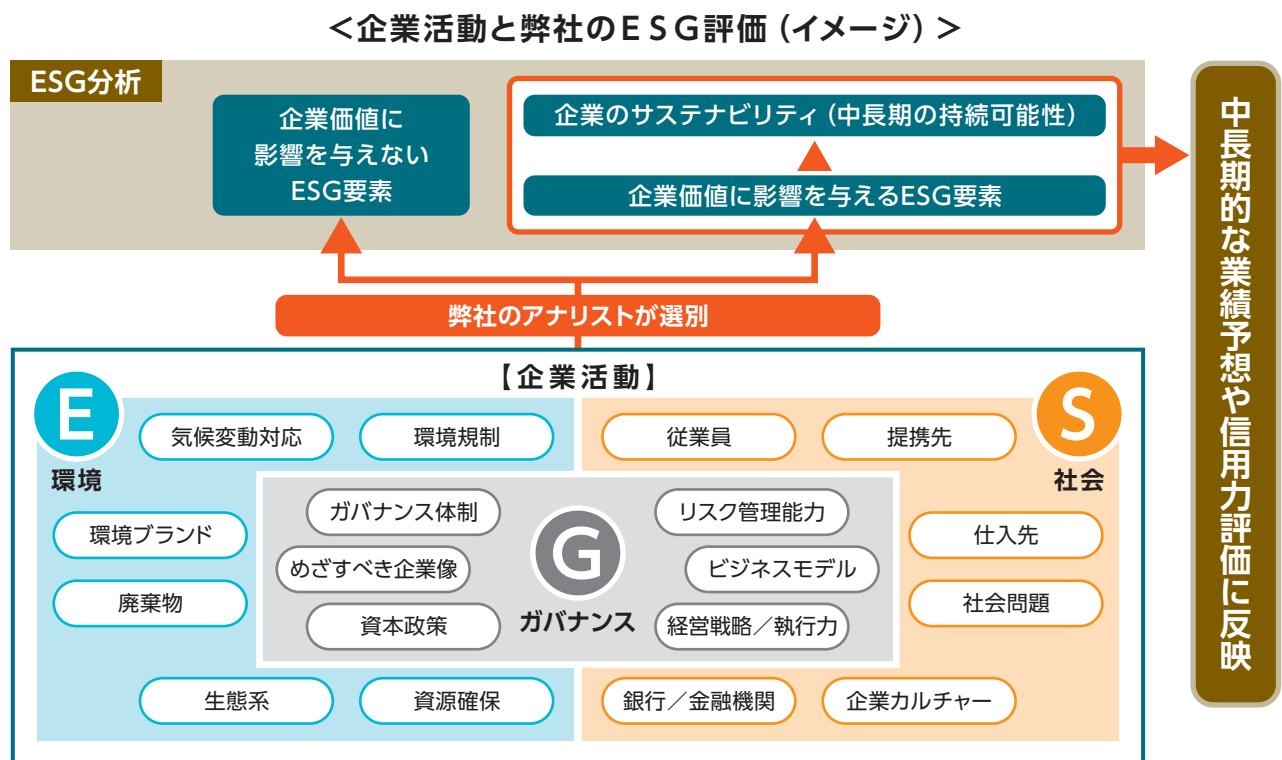 ＜企業活動と弊社のＥＳＧ評価（イメージ）＞
ESG分析
企業価値に
影響を与えない
ESG要素
企業のサステナビリティ（中長期の持続可能性）
企業価値に影響を与えるESG要素
中長期的な業績予想や信用力評価に反映
弊社のアナリストが選別
【企業活動】
E
環境
気候変動対応
環境規制
従業員
提携先
S
社会
環境ブランド
廃棄物
ガバナンス体制
めざすべき企業像
資本政策
G
ガバナンス
リスク管理能力
ビジネスモデル
経営戦略／執行力
仕入先
社会問題
生態系
資源確保
銀行／金融機関
企業カルチャー